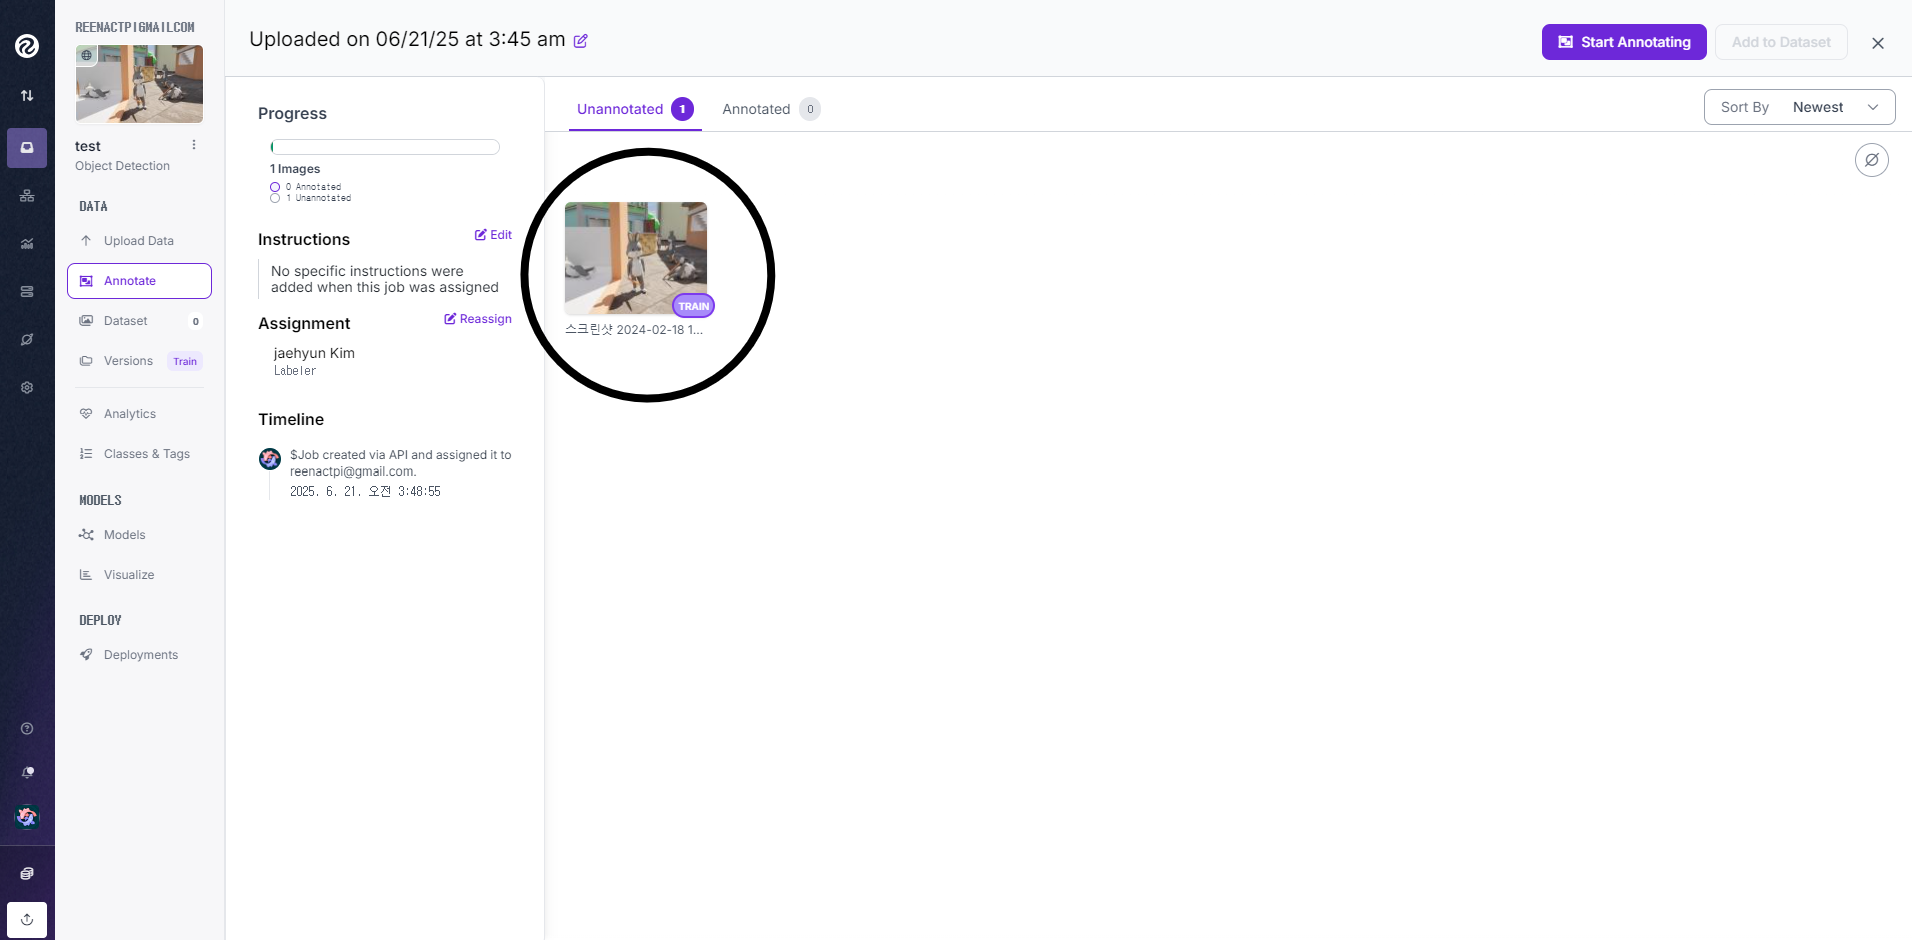 REENACTPIGMAILCOM
test
Object Detection
DATA
Upload Data
Annotate
Dataset 0
Versions Train
Analytics
Classes & Tags
MODELS
Models
Visualize
DEPLOY
Deployments
Uploaded on 06/21/25 at 3:45 am
Start Annotating
Add to Dataset
Progress
1 Images
0 Annotated
1 Unannotated
Instructions
Edit
No specific instructions were
added when this job was assigned
Assignment
Reassign
jaehyun Kim
Labeler
Timeline
$Job created via API and assigned it to
reenactpi@gmail.com.
2025. 6. 21. 오전 3:48:55
Unannotated 1
Annotated 0
Sort By Newest
TRAIN
스크린샷 2024-02-18 1...